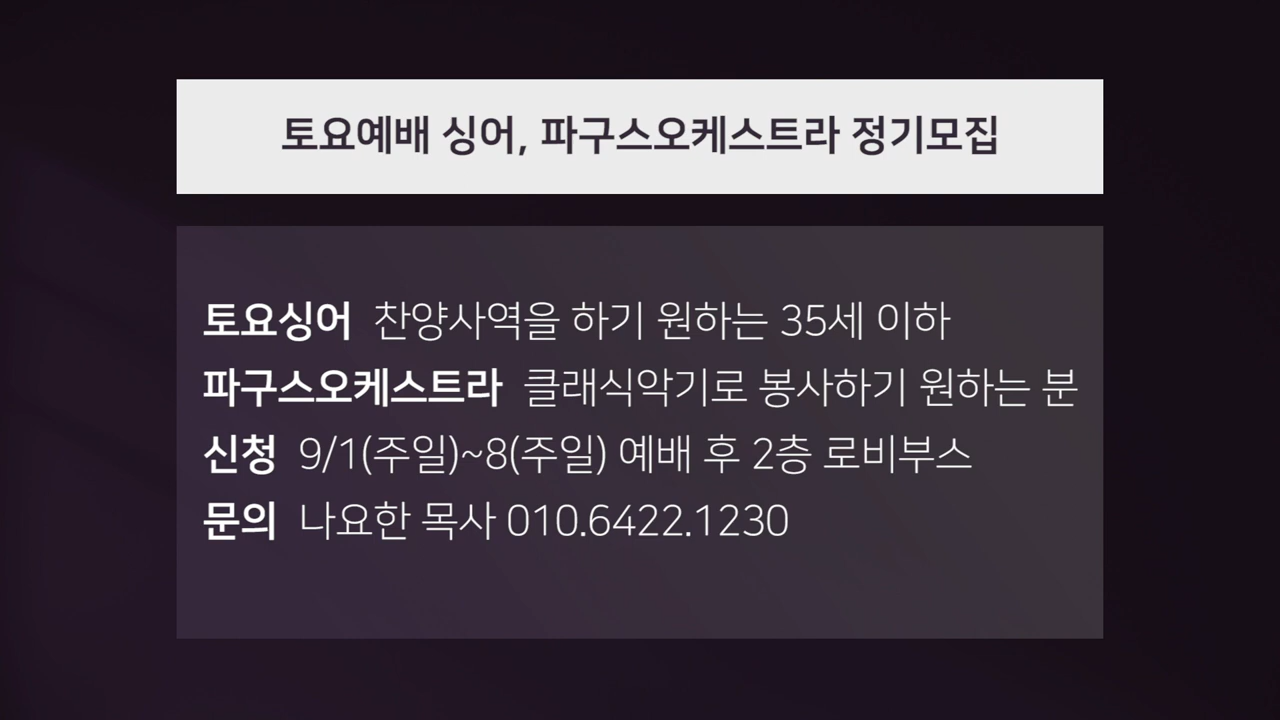 토요예배 싱어, 파구스오케스트라 정기모집
토요싱어 찬양사역을 하기 원하는 35세 이하
파구스오케스트라 클래식악기로 봉사하기 원하는 분
신청 9/1(주일)~8(주일) 예배 후 2층 로비부스
문의 나요한 목사 010.6422.1230